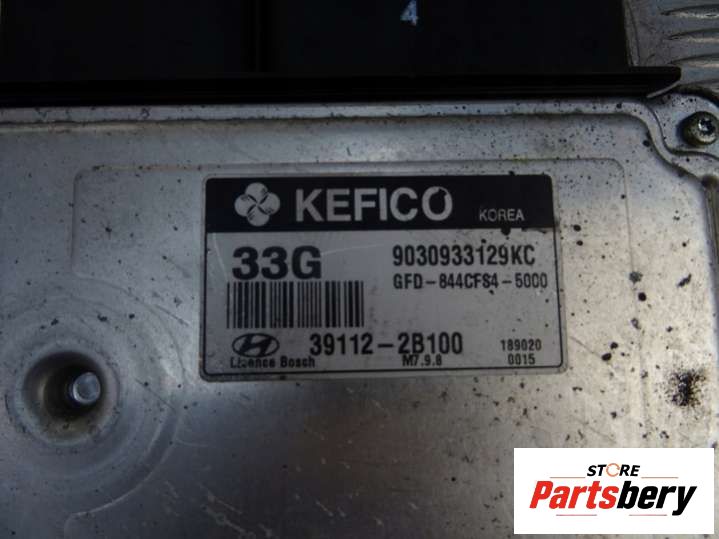 4
KEFICO KOREA
33G 9030933129KC
GFD-844CFS4-5000
39112-2B100 189020
Licence Bosch M7.9.8 0015
STORE
Partsbery